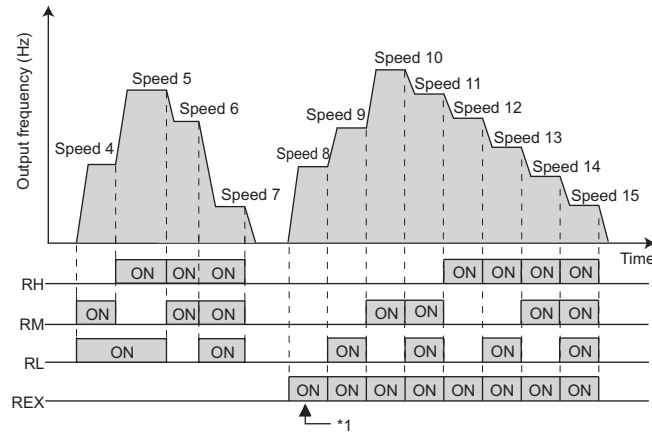 Output frequency (Hz)
Speed 4
Speed 5
Speed 6
Speed 7
Speed 8
Speed 9
Speed 10
Speed 11
Speed 12
Speed 13
Speed 14
Speed 15
Time
RH
ON ON ON ON ON ON ON
RM
ON ON ON ON ON ON ON
RL
ON ON ON ON ON ON
REX
ON ON ON ON ON ON ON ON
*1